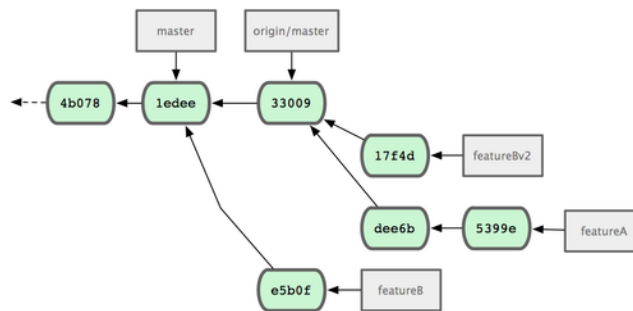 master
origin/master
4b078
1edee
33009
17f4d
featureBv2
dee6b
5399e
featureA
e5b0f
featureB